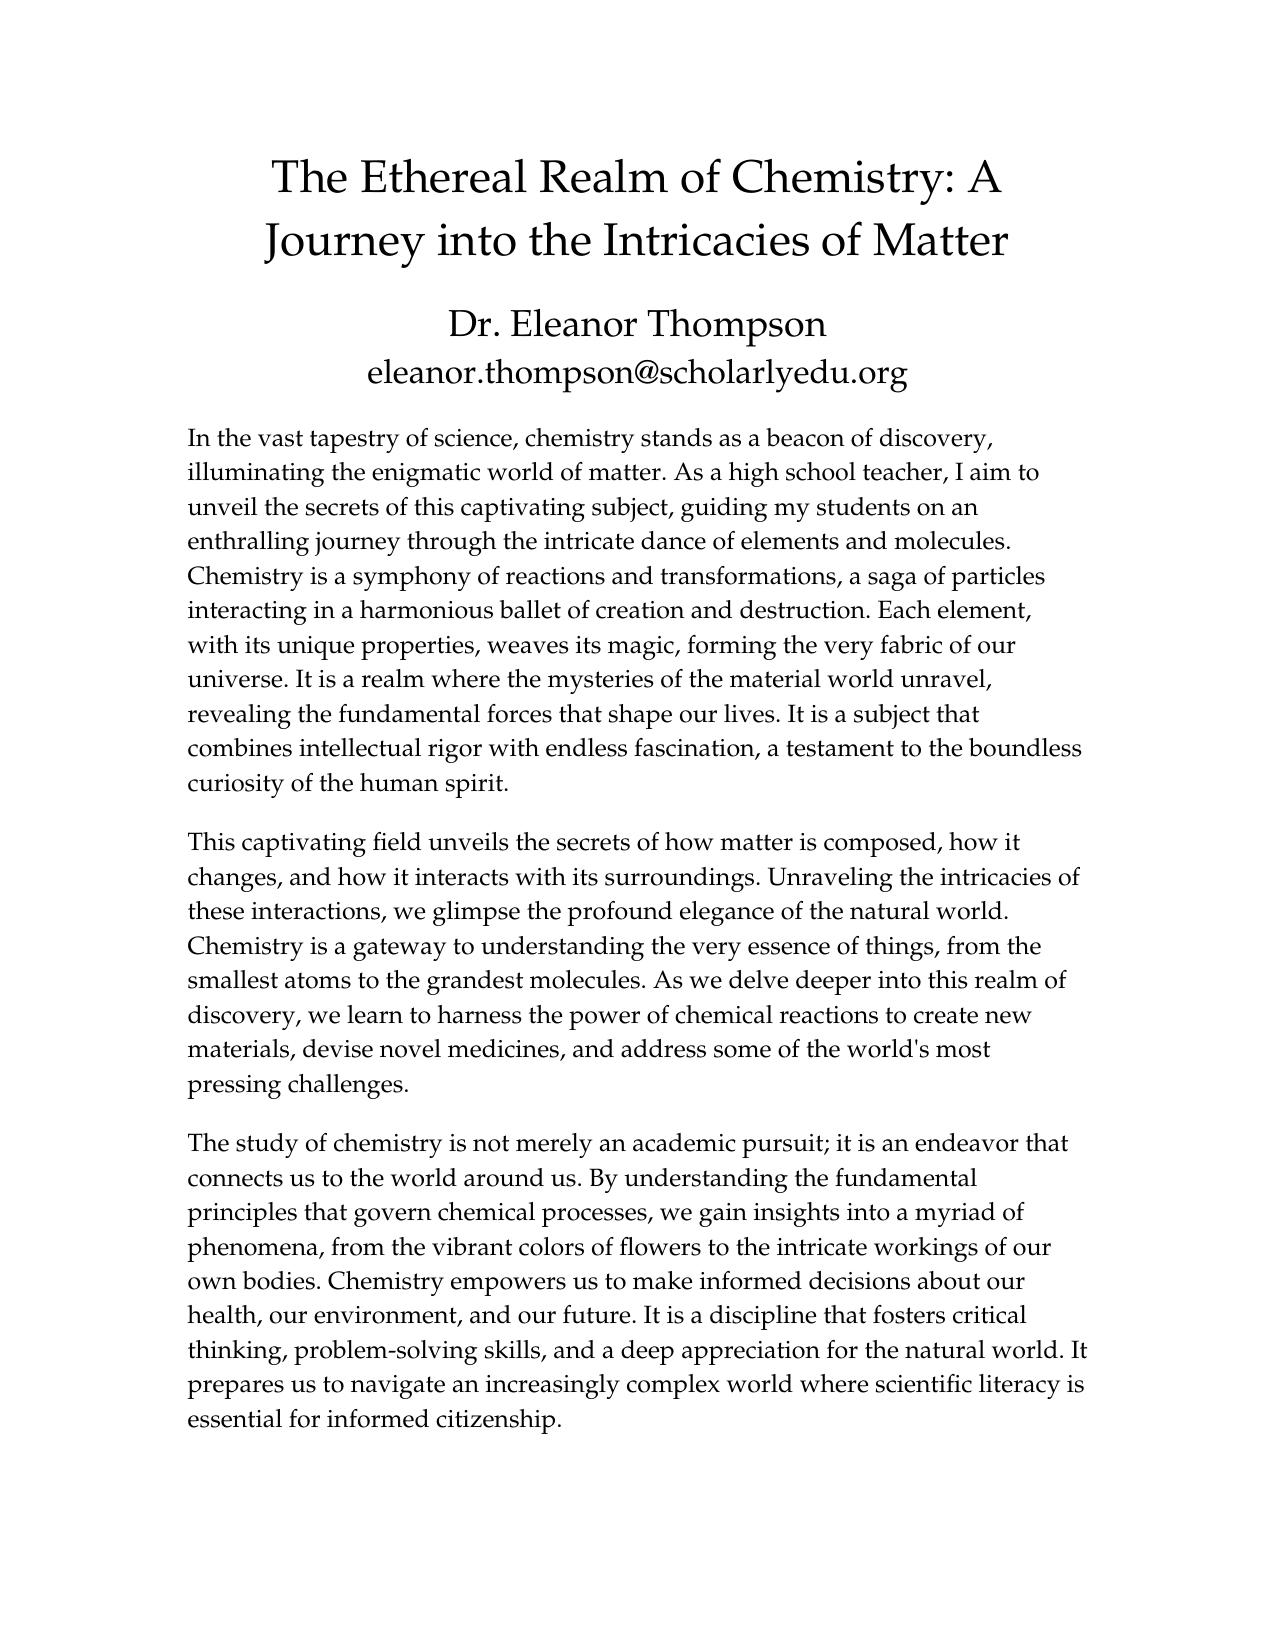 The Ethereal Realm of Chemistry: A
Journey into the Intricacies of Matter
Dr. Eleanor Thompson
eleanor.thompson@scholarlyedu.org
In the vast tapestry of science, chemistry stands as a beacon of discovery,
illuminating the enigmatic world of matter. As a high school teacher, I aim to
unveil the secrets of this captivating subject, guiding my students on an
enthralling journey through the intricate dance of elements and molecules.
Chemistry is a symphony of reactions and transformations, a saga of particles
interacting in a harmonious ballet of creation and destruction. Each element,
with its unique properties, weaves its magic, forming the very fabric of our
universe. It is a realm where the mysteries of the material world unravel,
revealing the fundamental forces that shape our lives. It is a subject that
combines intellectual rigor with endless fascination, a testament to the boundless
curiosity of the human spirit.
This captivating field unveils the secrets of how matter is composed, how it
changes, and how it interacts with its surroundings. Unraveling the intricacies of
these interactions, we glimpse the profound elegance of the natural world.
Chemistry is a gateway to understanding the very essence of things, from the
smallest atoms to the grandest molecules. As we delve deeper into this realm of
discovery, we learn to harness the power of chemical reactions to create new
materials, devise novel medicines, and address some of the world's most
pressing challenges.
The study of chemistry is not merely an academic pursuit; it is an endeavor that
connects us to the world around us. By understanding the fundamental
principles that govern chemical processes, we gain insights into a myriad of
phenomena, from the vibrant colors of flowers to the intricate workings of our
own bodies. Chemistry empowers us to make informed decisions about our
health, our environment, and our future. It is a discipline that fosters critical
thinking, problem-solving skills, and a deep appreciation for the natural world. It
prepares us to navigate an increasingly complex world where scientific literacy is
essential for informed citizenship.